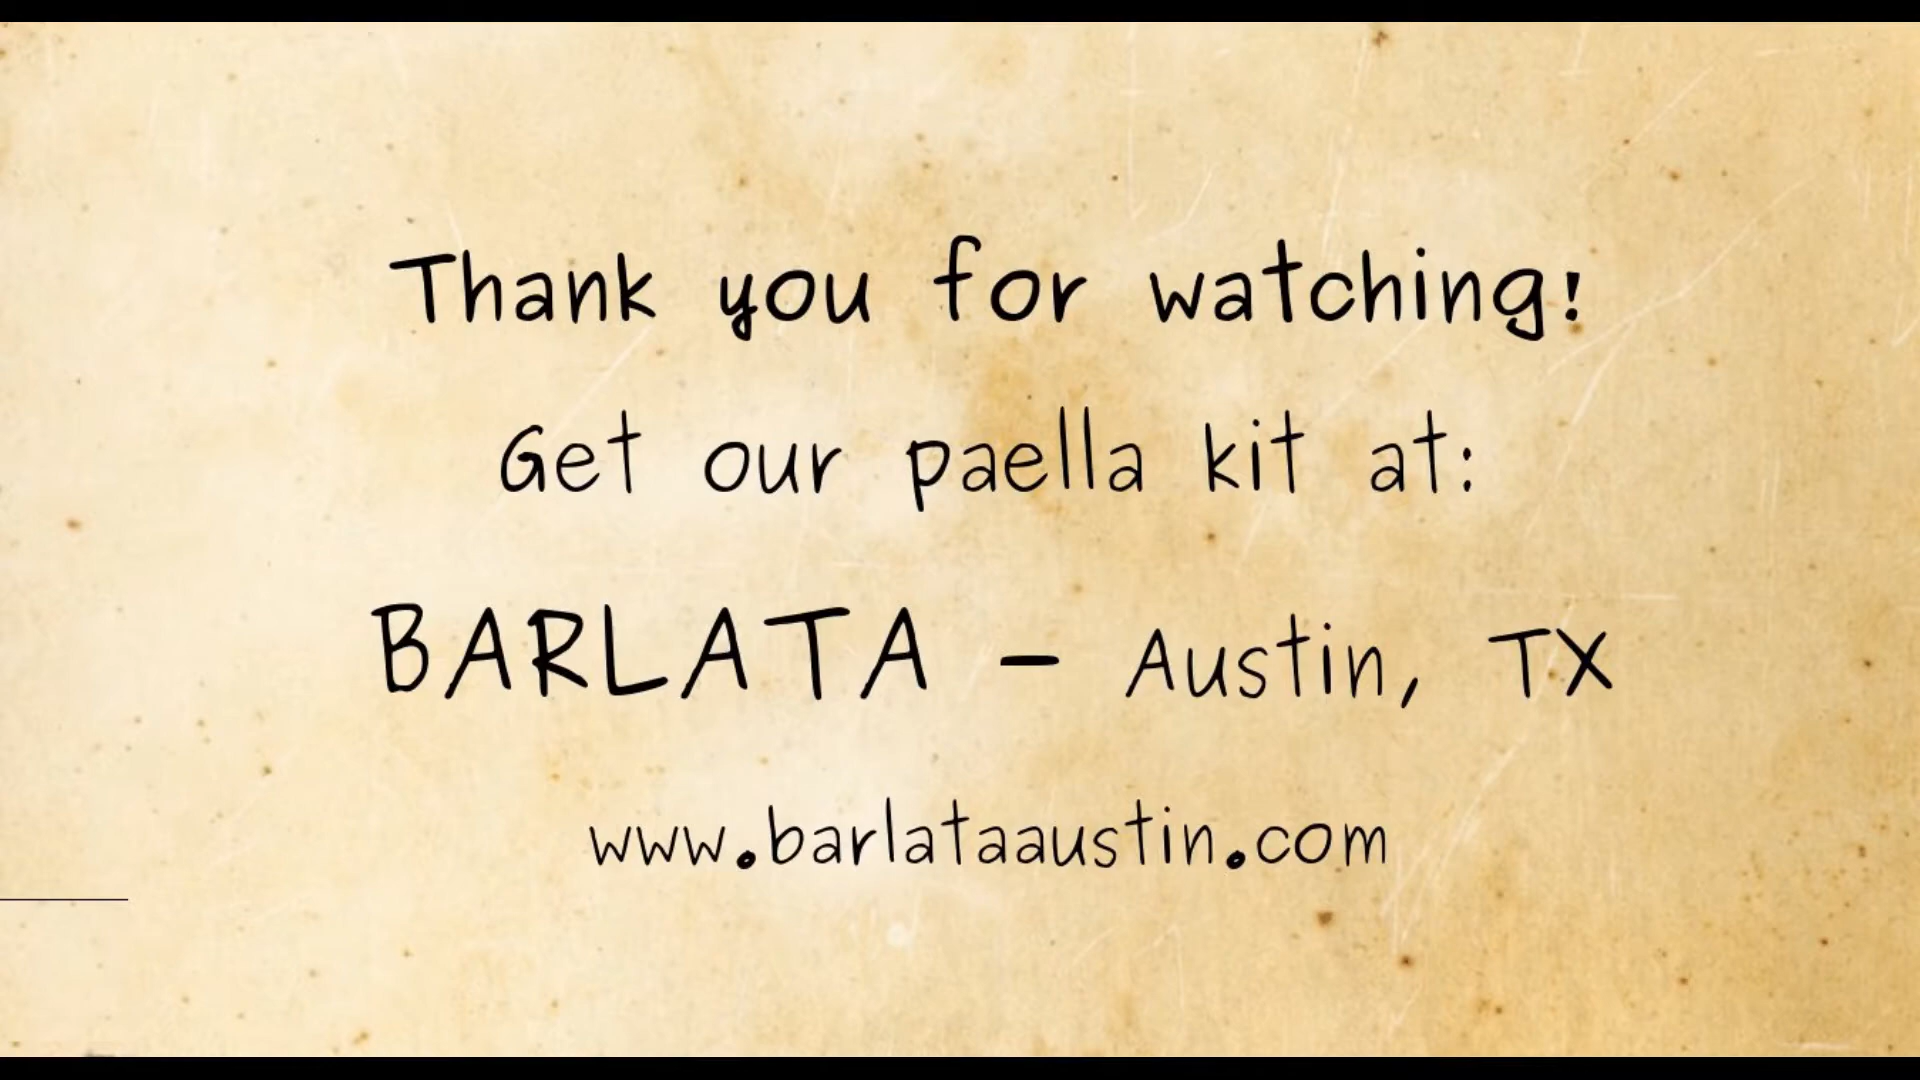 Thank you for watching!
Get our paella kit at:
BARLATA - Austin, TX
www.barlataaustin.com